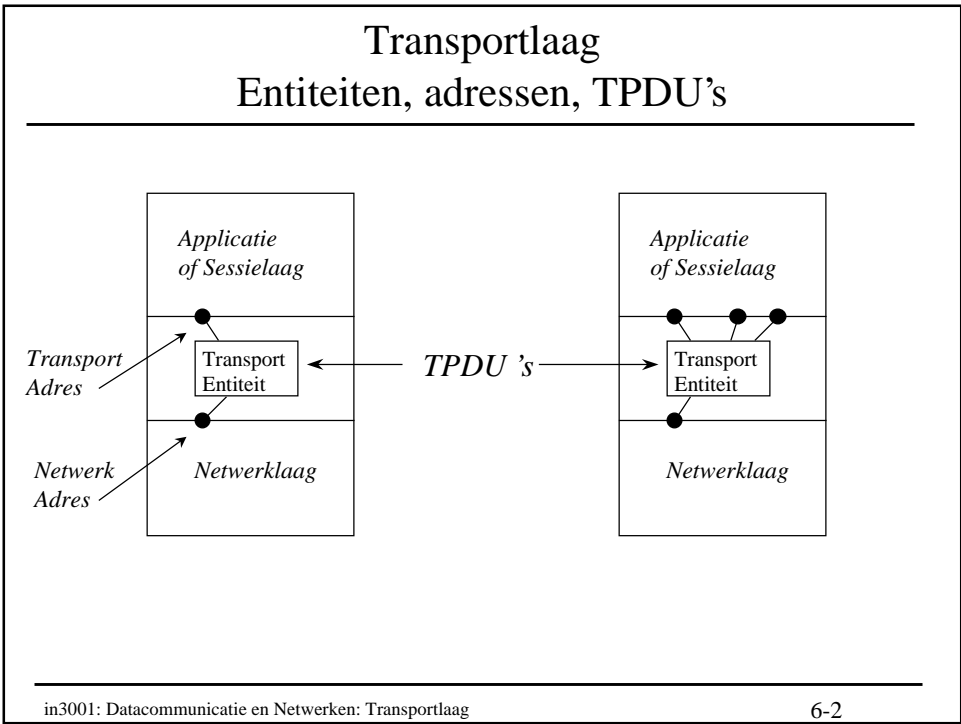 Transportlaag
Entiteiten, adressen, TPDU's
Applicatie
of Sessielaag
Transport
Adres
Transport
Entiteit
Netwerk
Adres
Netwerklaag
TPDU 's
Applicatie
of Sessielaag
Transport
Entiteit
Netwerklaag
in3001: Datacommunicatie en Netwerken: Transportlaag
6-2